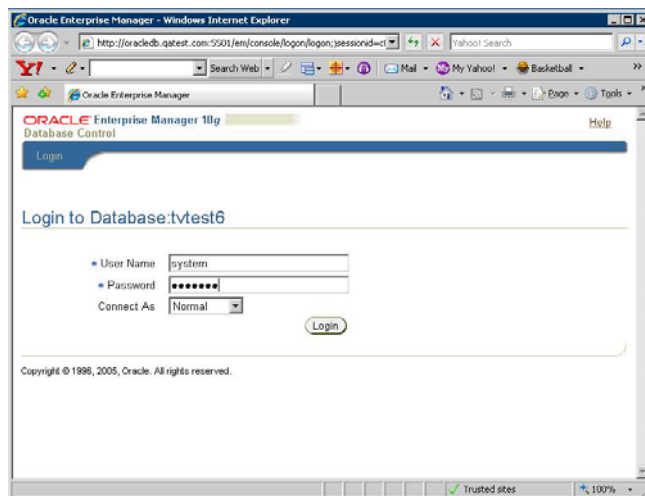 Oracle Enterprise Manager - Windows Internet Explorer
http://oracledb.qatest.com:5501/em/console/logon/logon;jsessionid=c
Yahoo! Search
Y! Search Web Mail My Yahoo! Basketball »
Oracle Enterprise Manager Page Tools »
ORACLE Enterprise Manager 10g
Database Control
Help
Login
Login to Database:tvtest6
* User Name system
* Password •••••••
Connect As Normal
Login
Copyright © 1996, 2005, Oracle. All rights reserved.
Trusted sites 100%